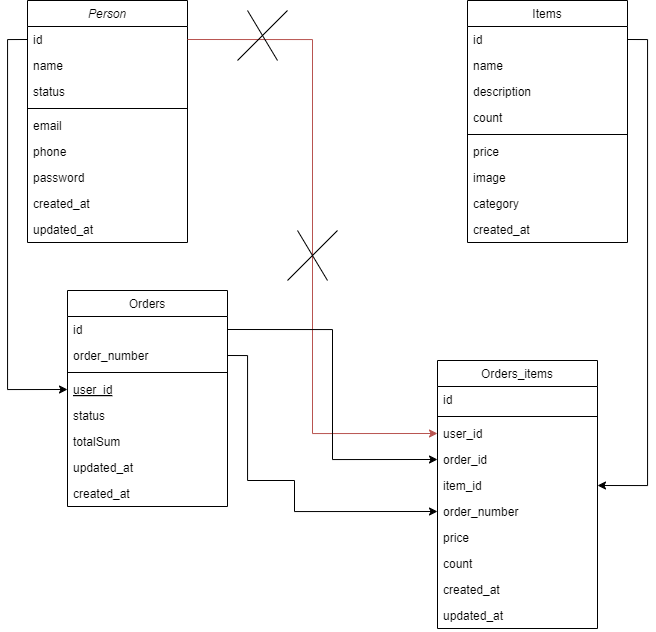 Person
id
name
status
email
phone
password
created_at
updated_at
Items
id
name
description
count
price
image
category
created_at
Orders
id
order_number
user_id
status
totalSum
updated_at
created_at
Orders_items
id
user_id
order_id
item_id
order_number
price
count
created_at
updated_at